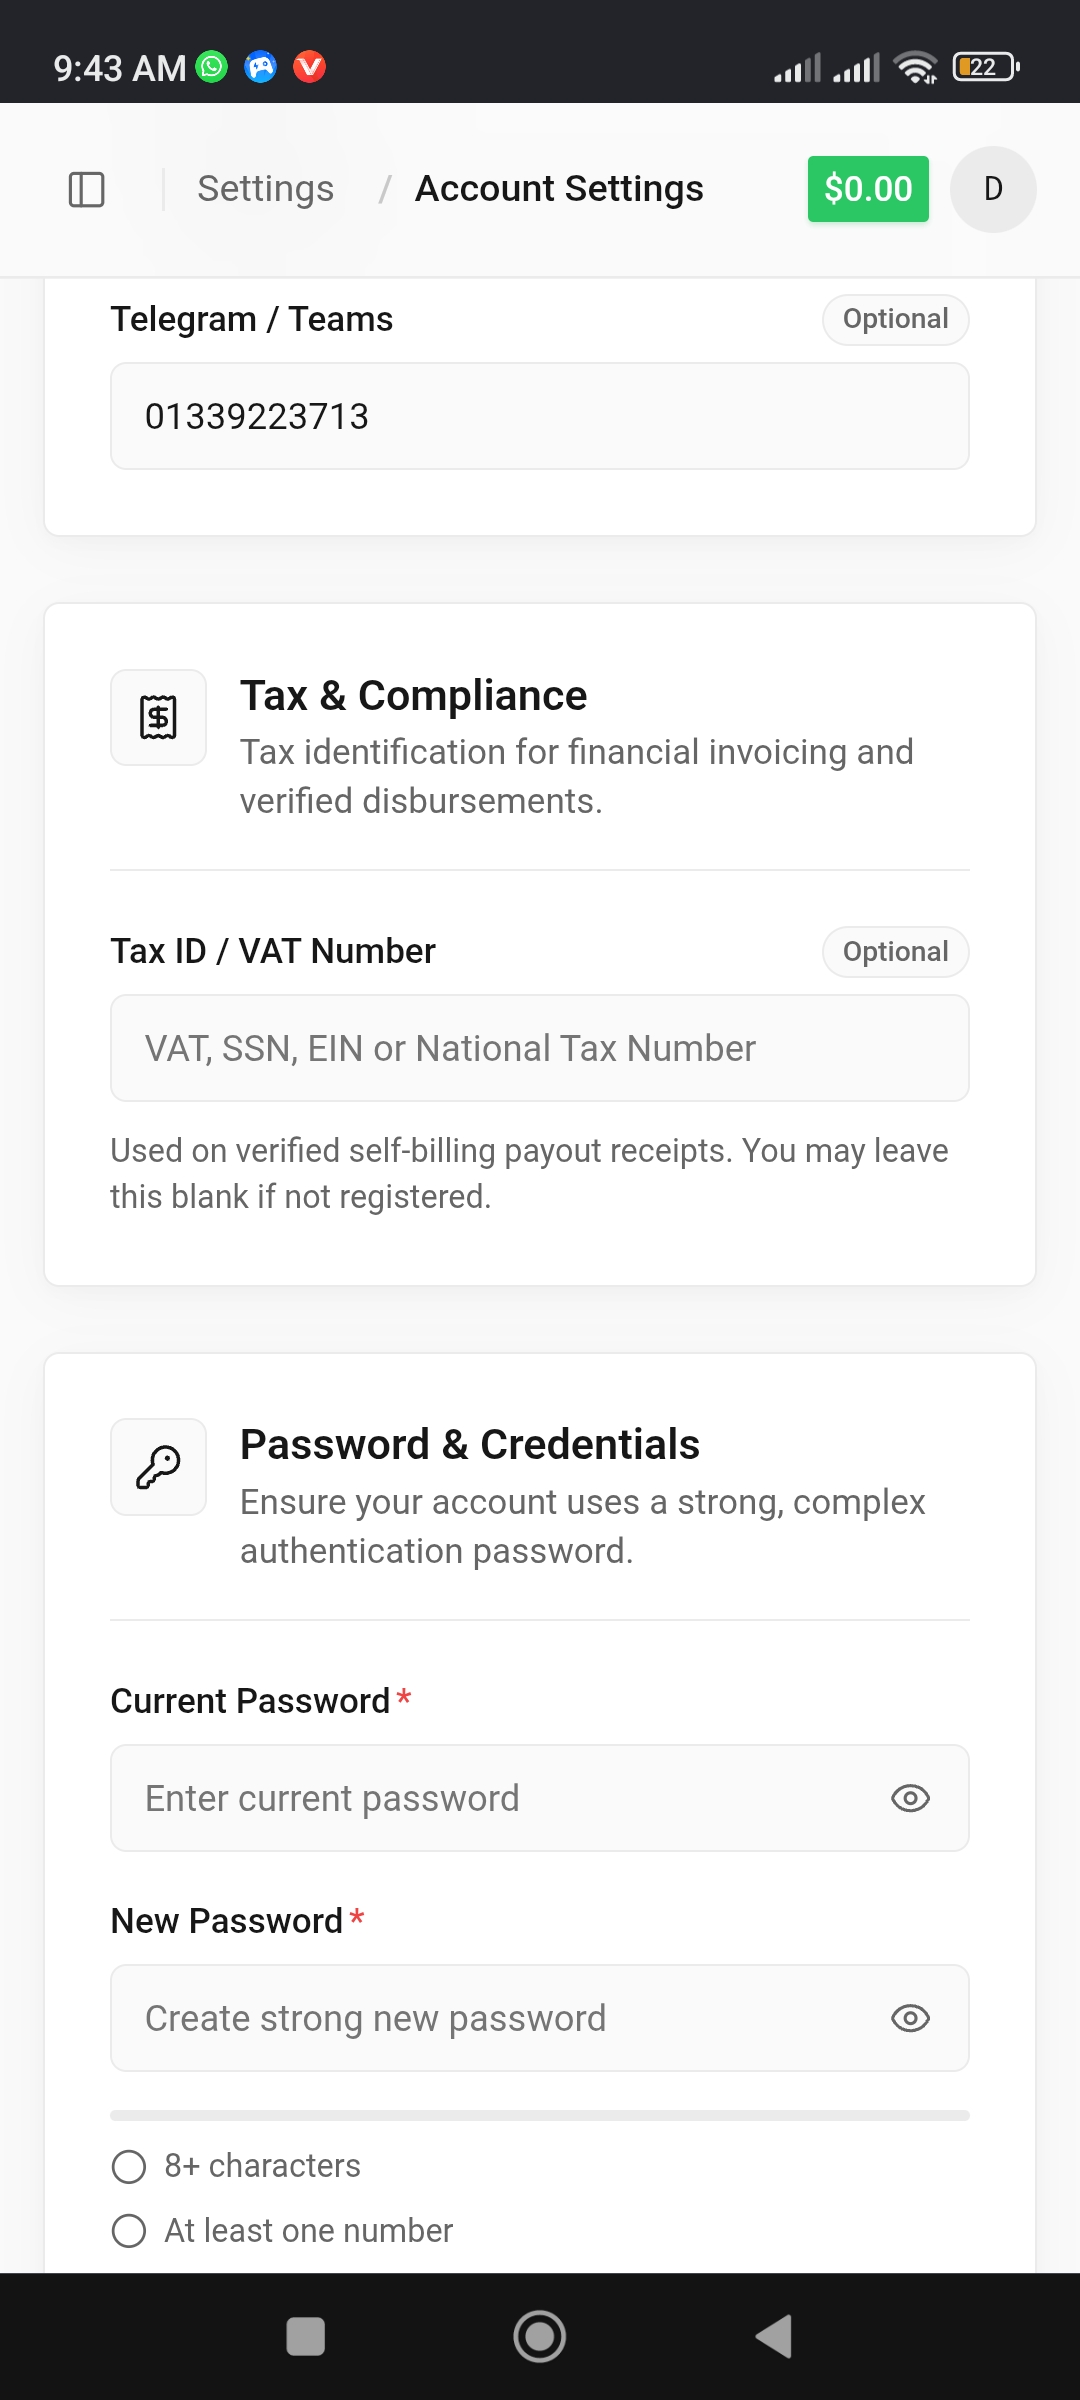 9:43 AM
22
Settings / Account Settings
$0.00
D
Telegram / Teams
Optional
01339223713
Tax & Compliance
Tax identification for financial invoicing and
verified disbursements.
Tax ID / VAT Number
Optional
VAT, SSN, EIN or National Tax Number
Used on verified self-billing payout receipts. You may leave
this blank if not registered.
Password & Credentials
Ensure your account uses a strong, complex
authentication password.
Current Password *
Enter current password
New Password *
Create strong new password
8+ characters
At least one number